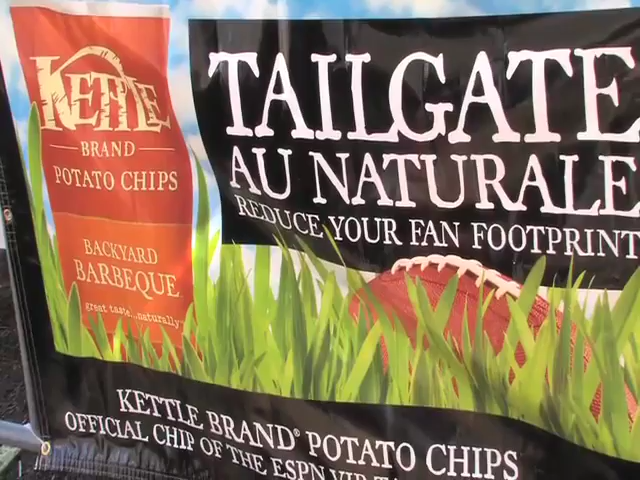 KETTLE
BRAND
POTATO CHIPS
BACKYARD
BARBEQUE
great taste...naturally
TAILGATE
AU NATURALE
REDUCE YOUR FAN FOOTPRINT
KETTLE BRAND® POTATO CHIPS
OFFICIAL CHIP OF THE ESPN VIP